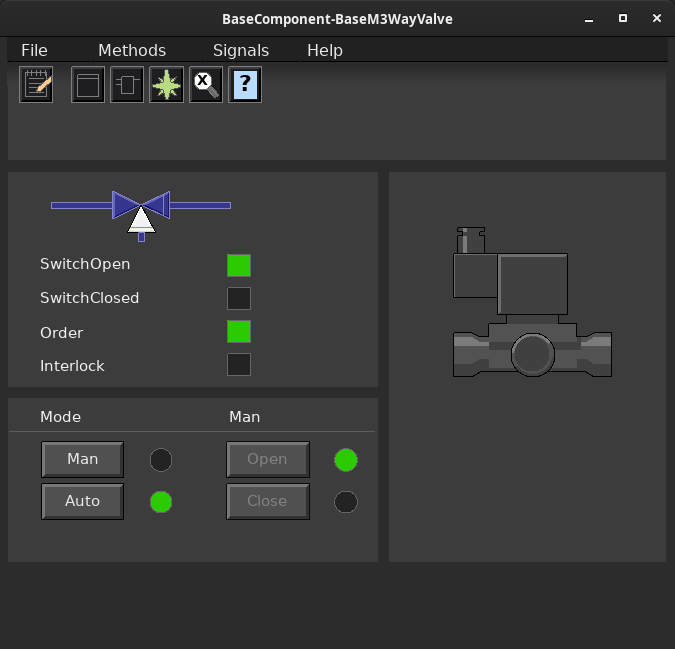 BaseComponent-BaseM3WayValve
File Methods Signals Help
X ?
SwitchOpen
SwitchClosed
Order
Interlock
Mode Man
Man Open
Auto Close